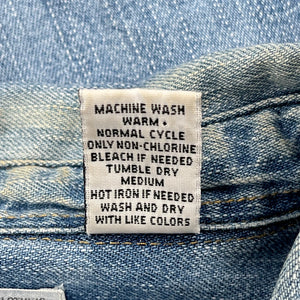 MACHINE WASH
WARM •
NORMAL CYCLE
ONLY NON-CHLORINE
BLEACH IF NEEDED
TUMBLE DRY
MEDIUM
HOT IRON IF NEEDED
WASH AND DRY
WITH LIKE COLORS